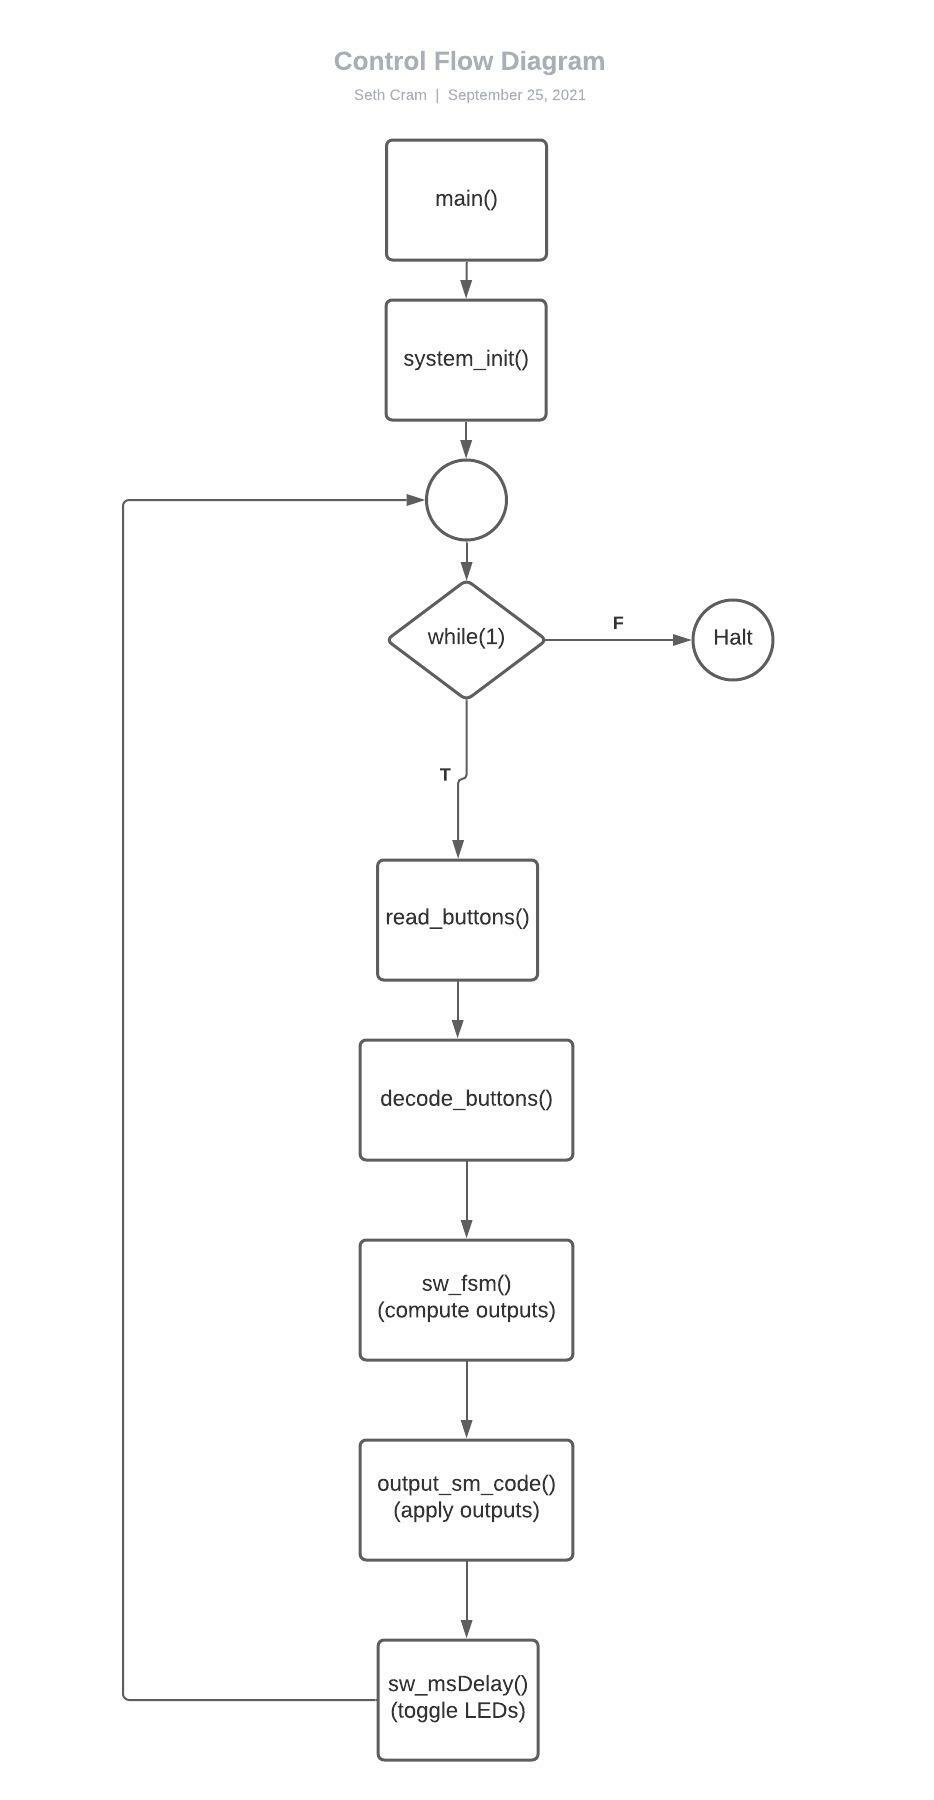 Control Flow Diagram
Seth Cram | September 25, 2021
main()
system_init()
while(1)
F
Halt
T
read_buttons()
decode_buttons()
sw_fsm()
(compute outputs)
output_sm_code()
(apply outputs)
sw_msDelay()
(toggle LEDs)